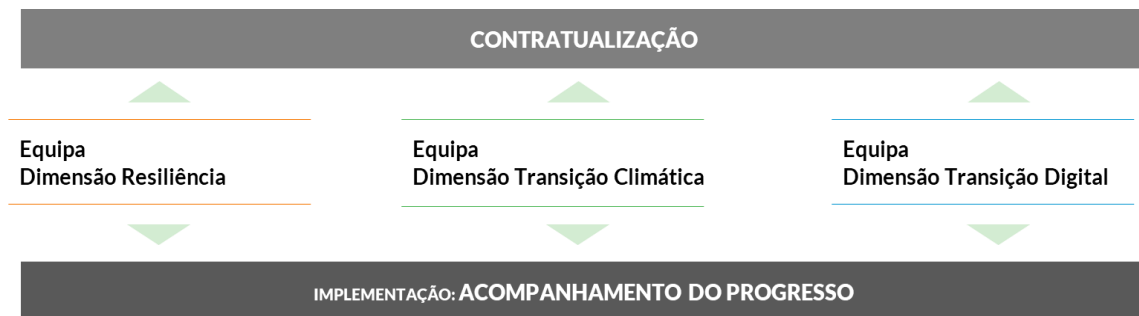 CONTRATUALIZAÇÃO
Equipa
Dimensão Resiliência
Equipa
Dimensão Transição Climática
Equipa
Dimensão Transição Digital
IMPLEMENTAÇÃO: ACOMPANHAMENTO DO PROGRESSO